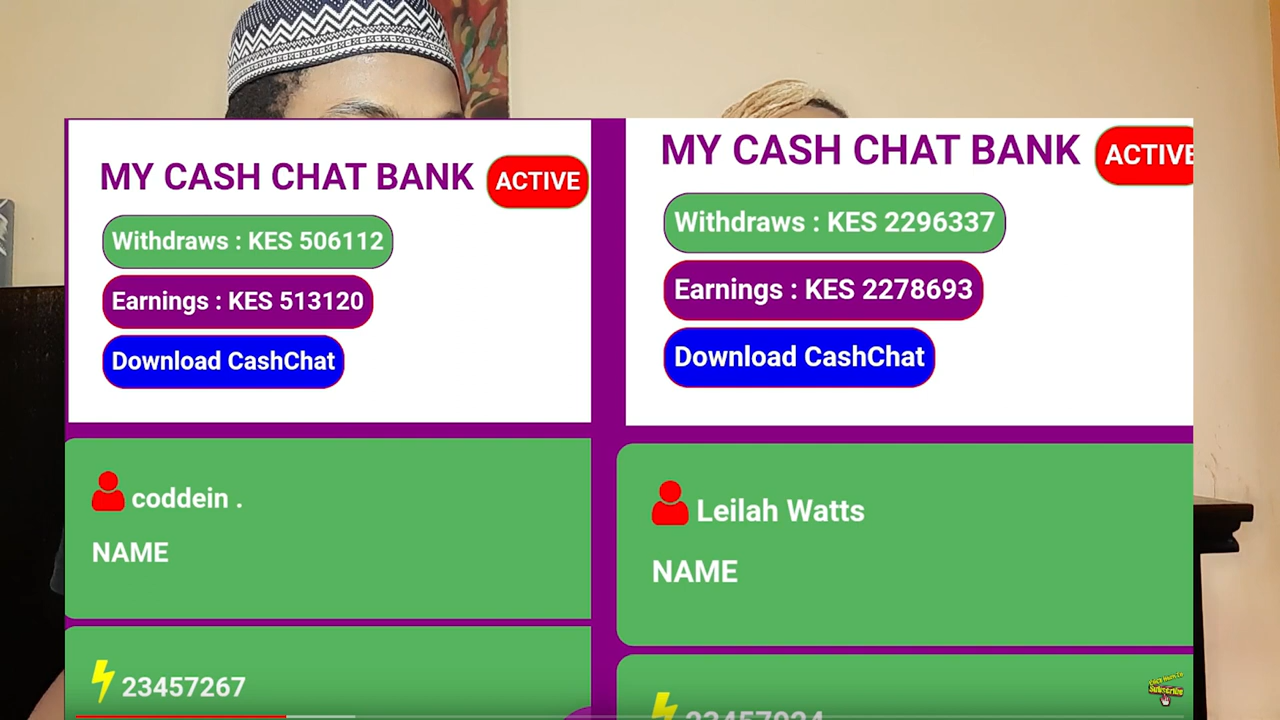 MY CASH CHAT BANK
ACTIVE
Withdraws : KES 506112
Earnings : KES 513120
Download CashChat
coddein .
NAME
23457267
MY CASH CHAT BANK
ACTIVE
Withdraws : KES 2296337
Earnings : KES 2278693
Download CashChat
Leilah Watts
NAME
Subscribe